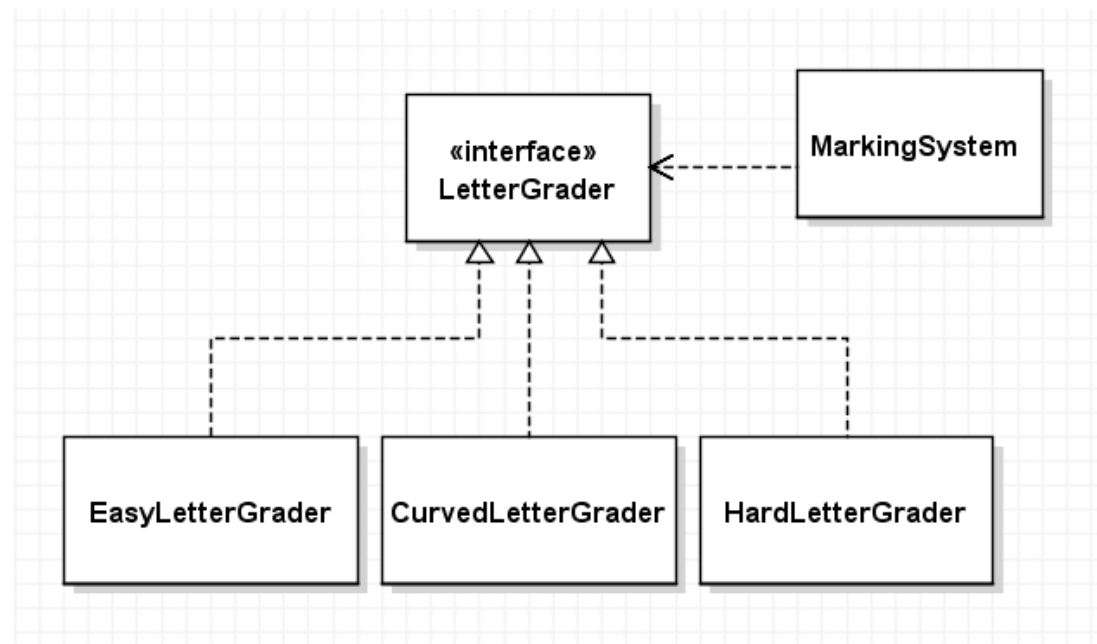 «interface»
LetterGrader
MarkingSystem
EasyLetterGrader
CurvedLetterGrader
HardLetterGrader